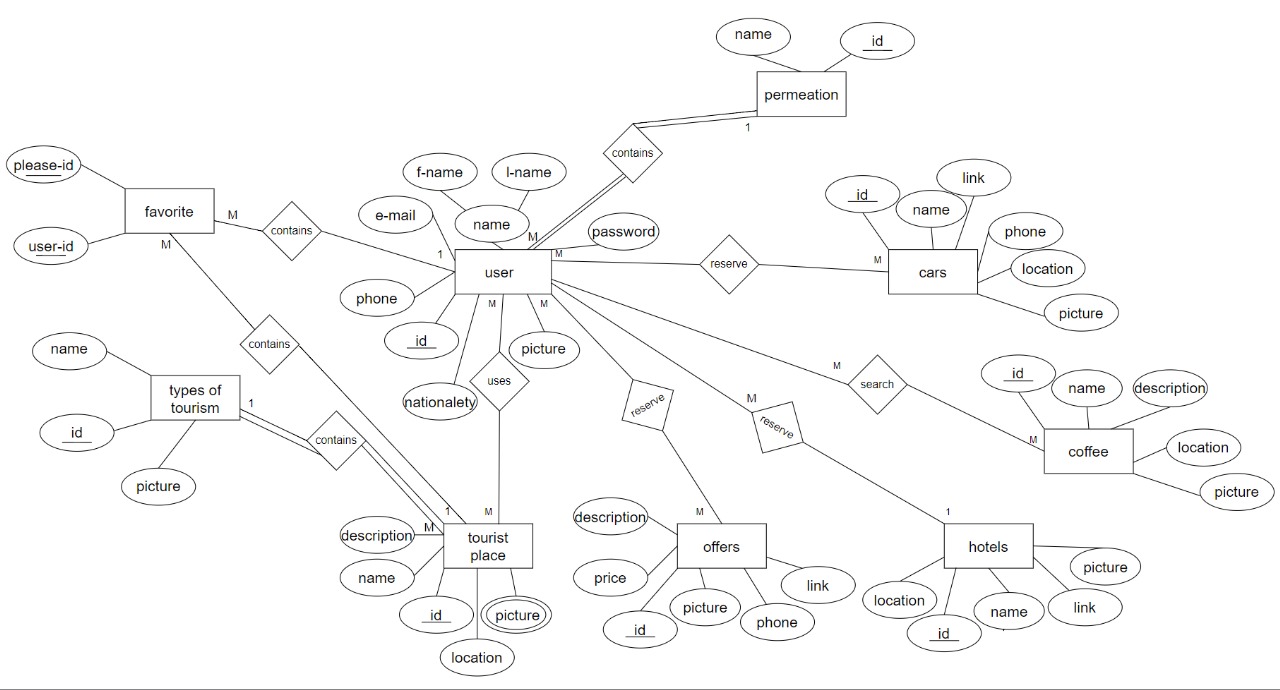 name
id
permeation
1
contains
please-id
favorite
user-id
M
M
contains
1
f-name
l-name
name
e-mail
phone
id
nationalety
user
picture
password
M
M
M
M
reserve
M
id
name
link
cars
phone
location
picture
contains
name
types of
tourism
id
picture
1
contains
uses
reserve
M
reserve
M
search
M
id
name
description
coffee
location
picture
1
M
M
description
name
tourist
place
id
location
picture
M
description
price
offers
id
picture
phone
link
1
hotels
location
id
name
link
picture